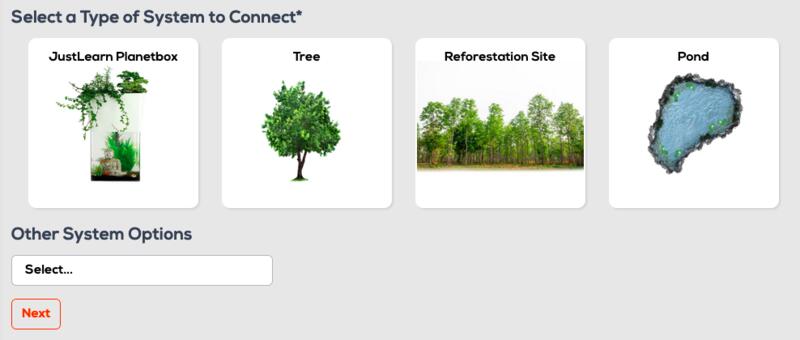 Select a Type of System to Connect*
JustLearn Planetbox
Tree
Reforestation Site
Pond
Other System Options
Select...
Next